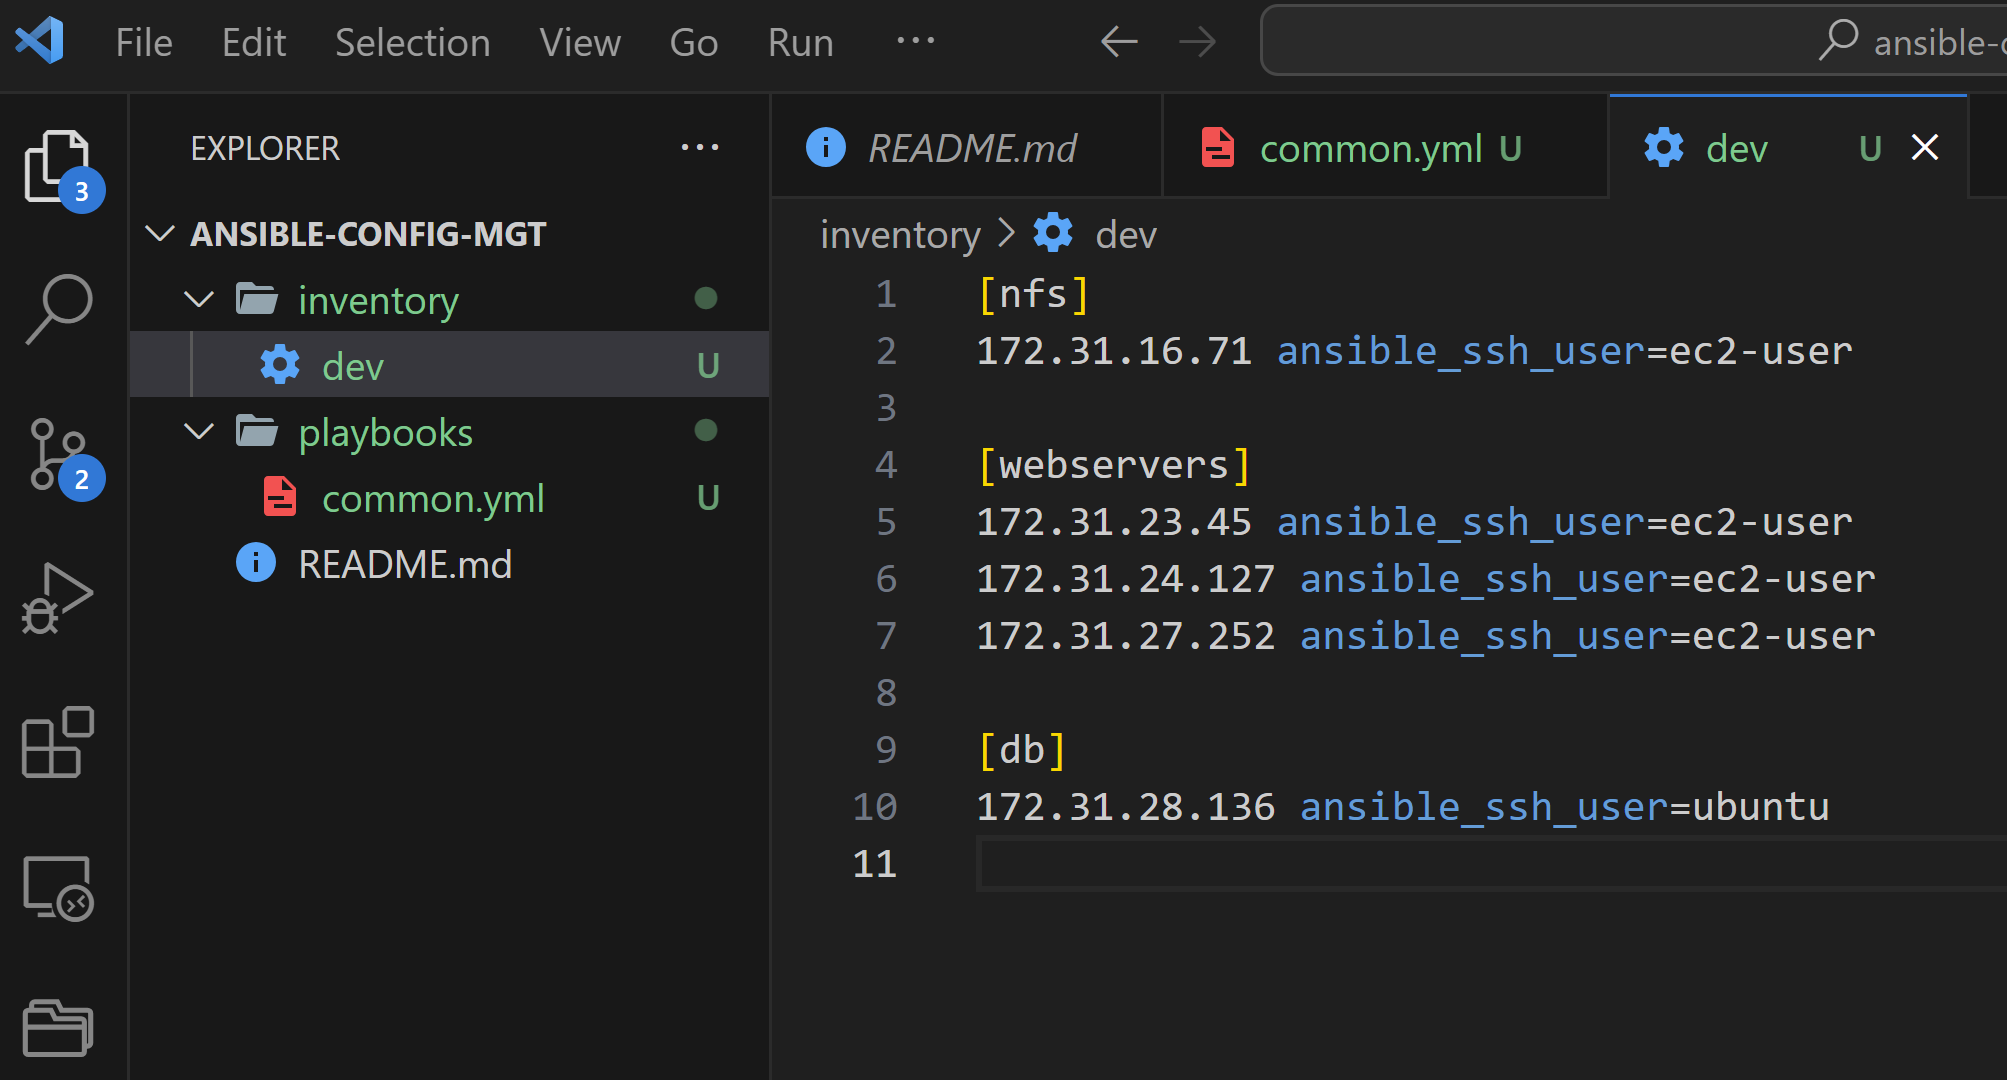 File Edit Selection View Go Run ···
ansible-c
3
EXPLORER
ANSIBLE-CONFIG-MGT
inventory
dev U
playbooks
common.yml U
README.md
2
README.md common.yml U dev U
inventory > dev
1 [nfs]
2 172.31.16.71 ansible_ssh_user=ec2-user
3
4 [webservers]
5 172.31.23.45 ansible_ssh_user=ec2-user
6 172.31.24.127 ansible_ssh_user=ec2-user
7 172.31.27.252 ansible_ssh_user=ec2-user
8
9 [db]
10 172.31.28.136 ansible_ssh_user=ubuntu
11